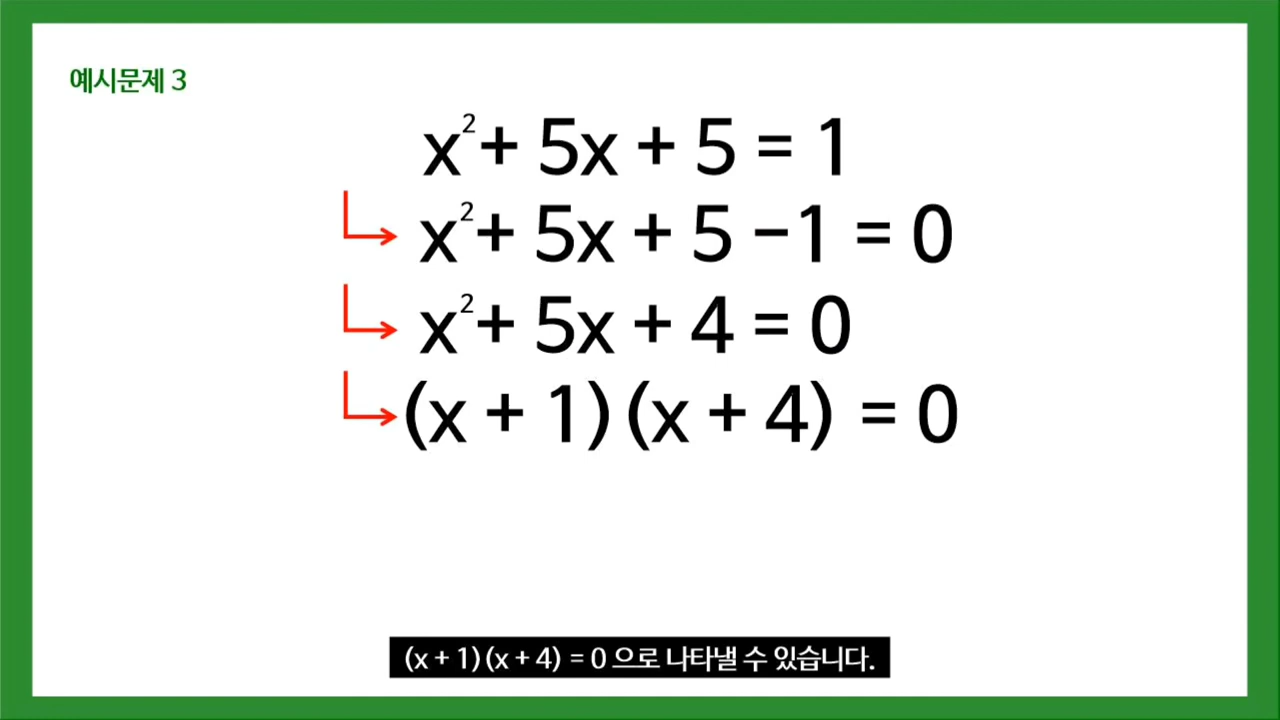 예시문제 3
x² + 5x + 5 = 1
x² + 5x + 5 − 1 = 0
x² + 5x + 4 = 0
(x + 1) (x + 4) = 0
(x + 1) (x + 4) = 0 으로 나타낼 수 있습니다.